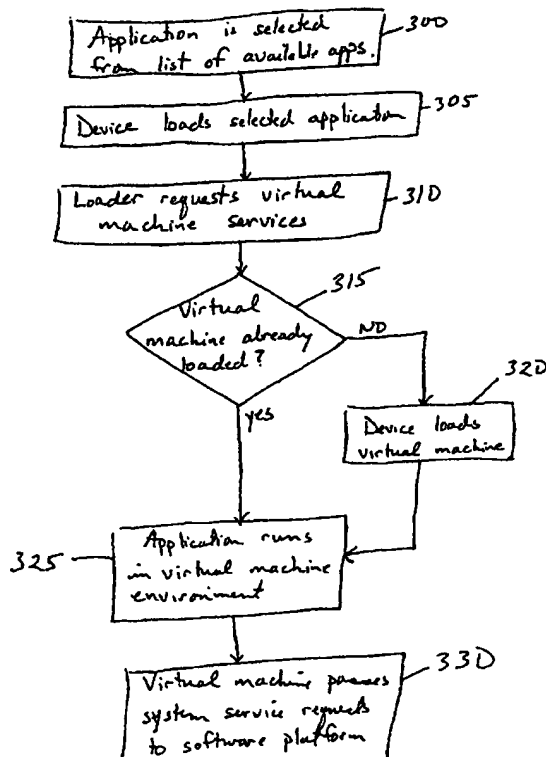 Application is selected
from list of available apps.
300
Device loads selected application
305
Loader requests virtual
machine services
310
315
Virtual
machine already
loaded?
NO
yes
320
Device loads
virtual machine
325
Application runs
in virtual machine
environment
330
Virtual machine passes
system service requests
to software platform